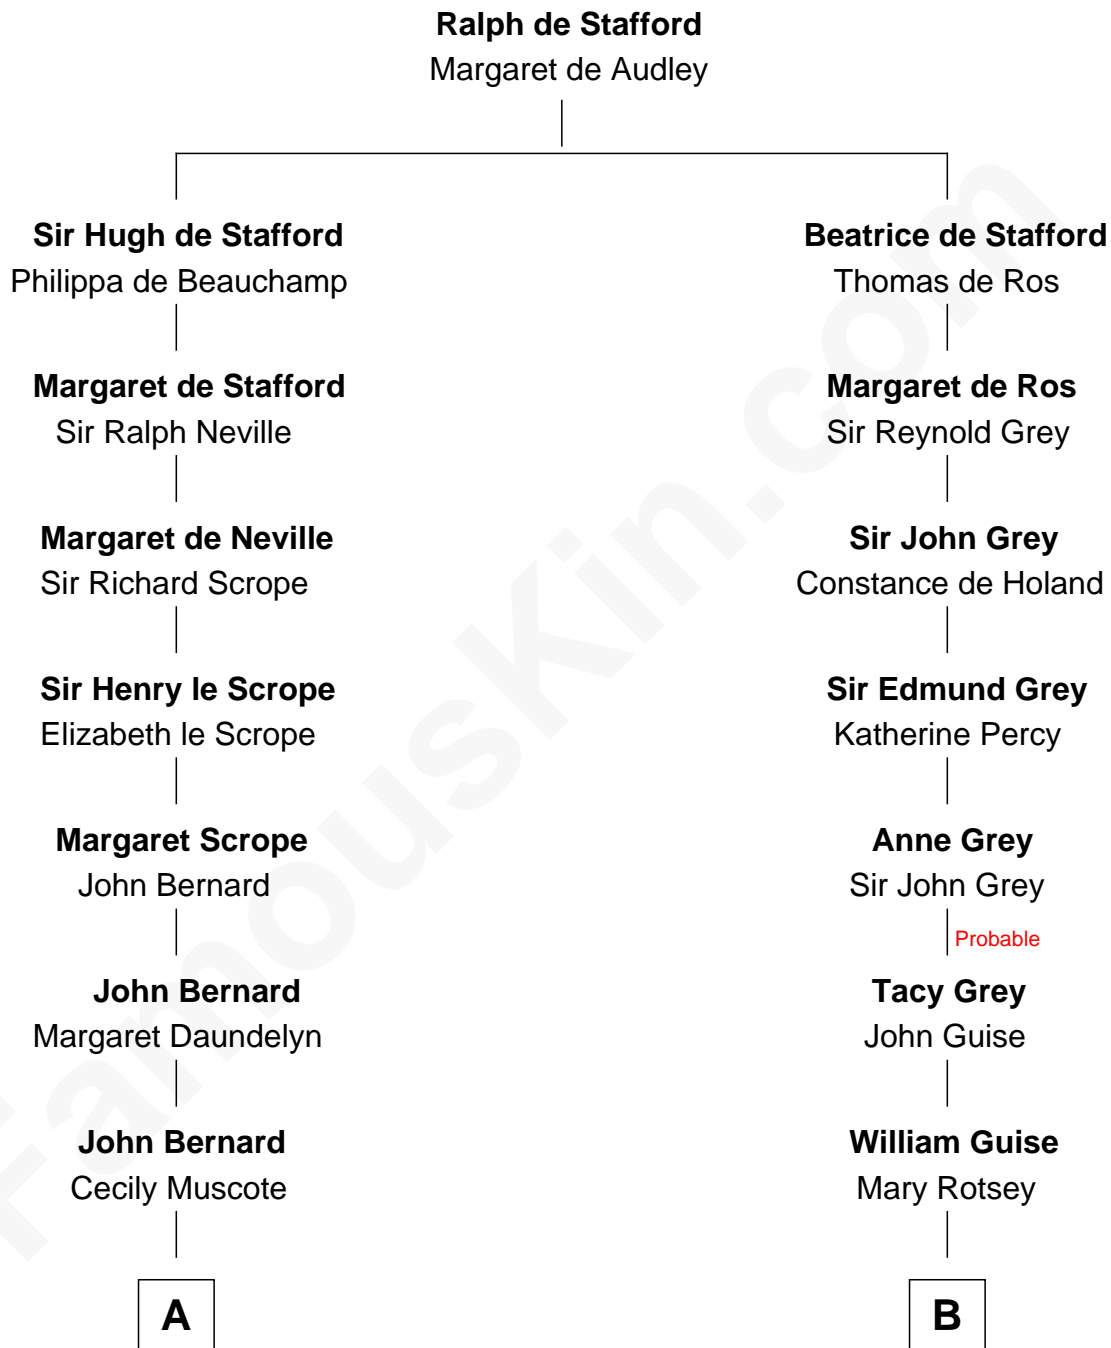 Ralph de Stafford
Margaret de Audley
Sir Hugh de Stafford
Philippa de Beauchamp
Beatrice de Stafford
Thomas de Ros
Margaret de Stafford
Sir Ralph Neville
Margaret de Ros
Sir Reynold Grey
Margaret de Neville
Sir Richard Scrope
Sir John Grey
Constance de Holand
Sir Henry le Scrope
Elizabeth le Scrope
Sir Edmund Grey
Katherine Percy
Margaret Scrope
John Bernard
Anne Grey
Sir John Grey
Probable
John Bernard
Margaret Daundelyn
Tacy Grey
John Guise
John Bernard
Cecily Muscote
William Guise
Mary Rotsey
A
B
FamousKin.com